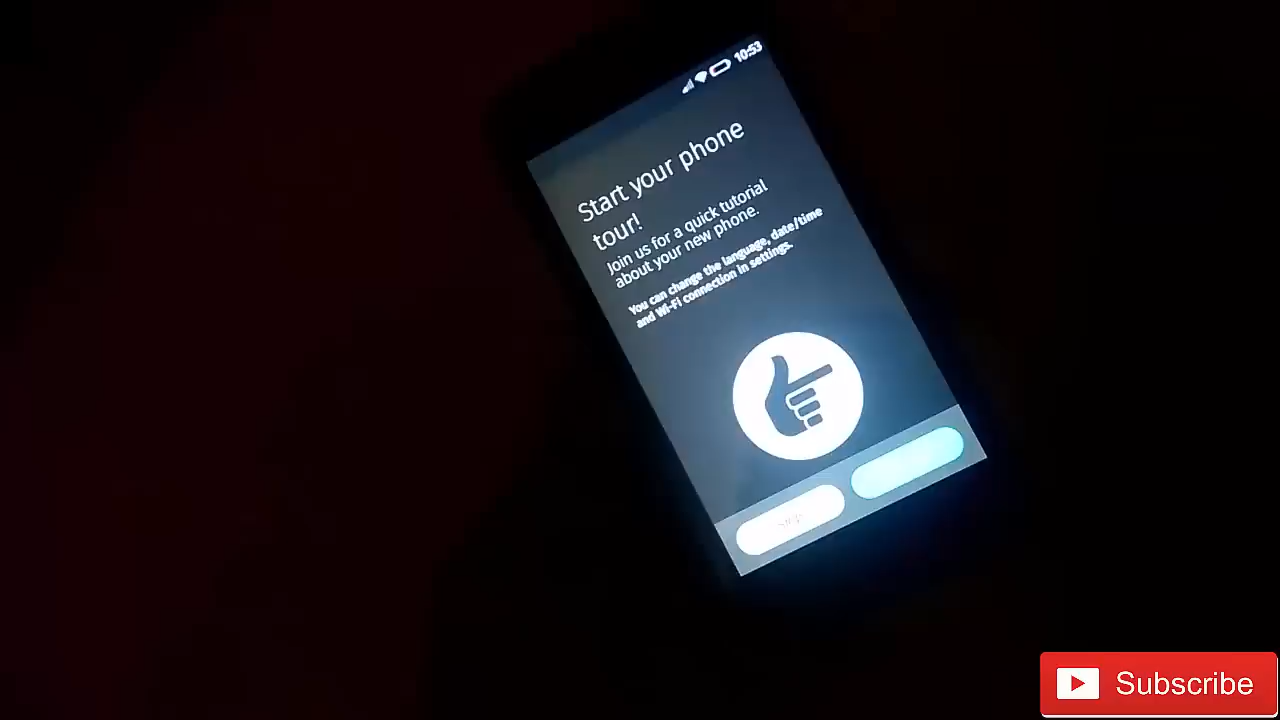 10:53
Start your phone
tour!
Join us for a quick tutorial
about your new phone.
You can change the language, date/time
and Wi-Fi connection in settings.
Skip
Subscribe